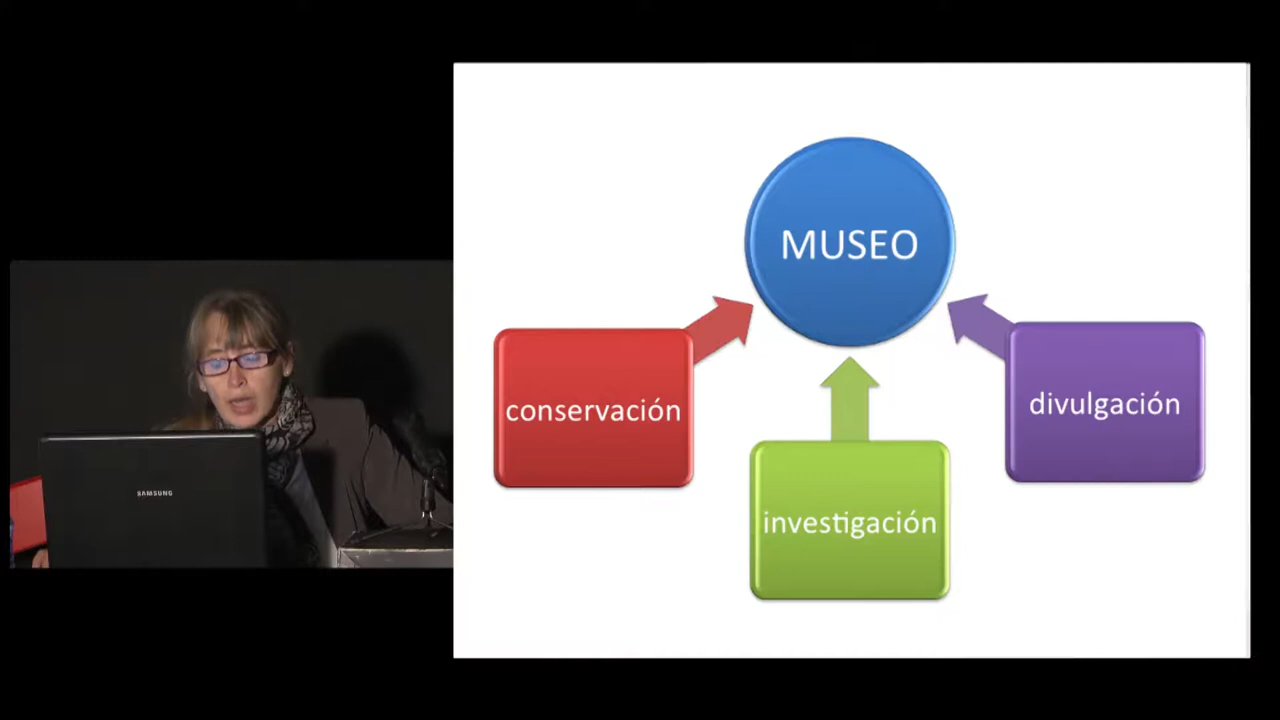 MUSEO
conservación
divulgación
investigación
SAMSUNG